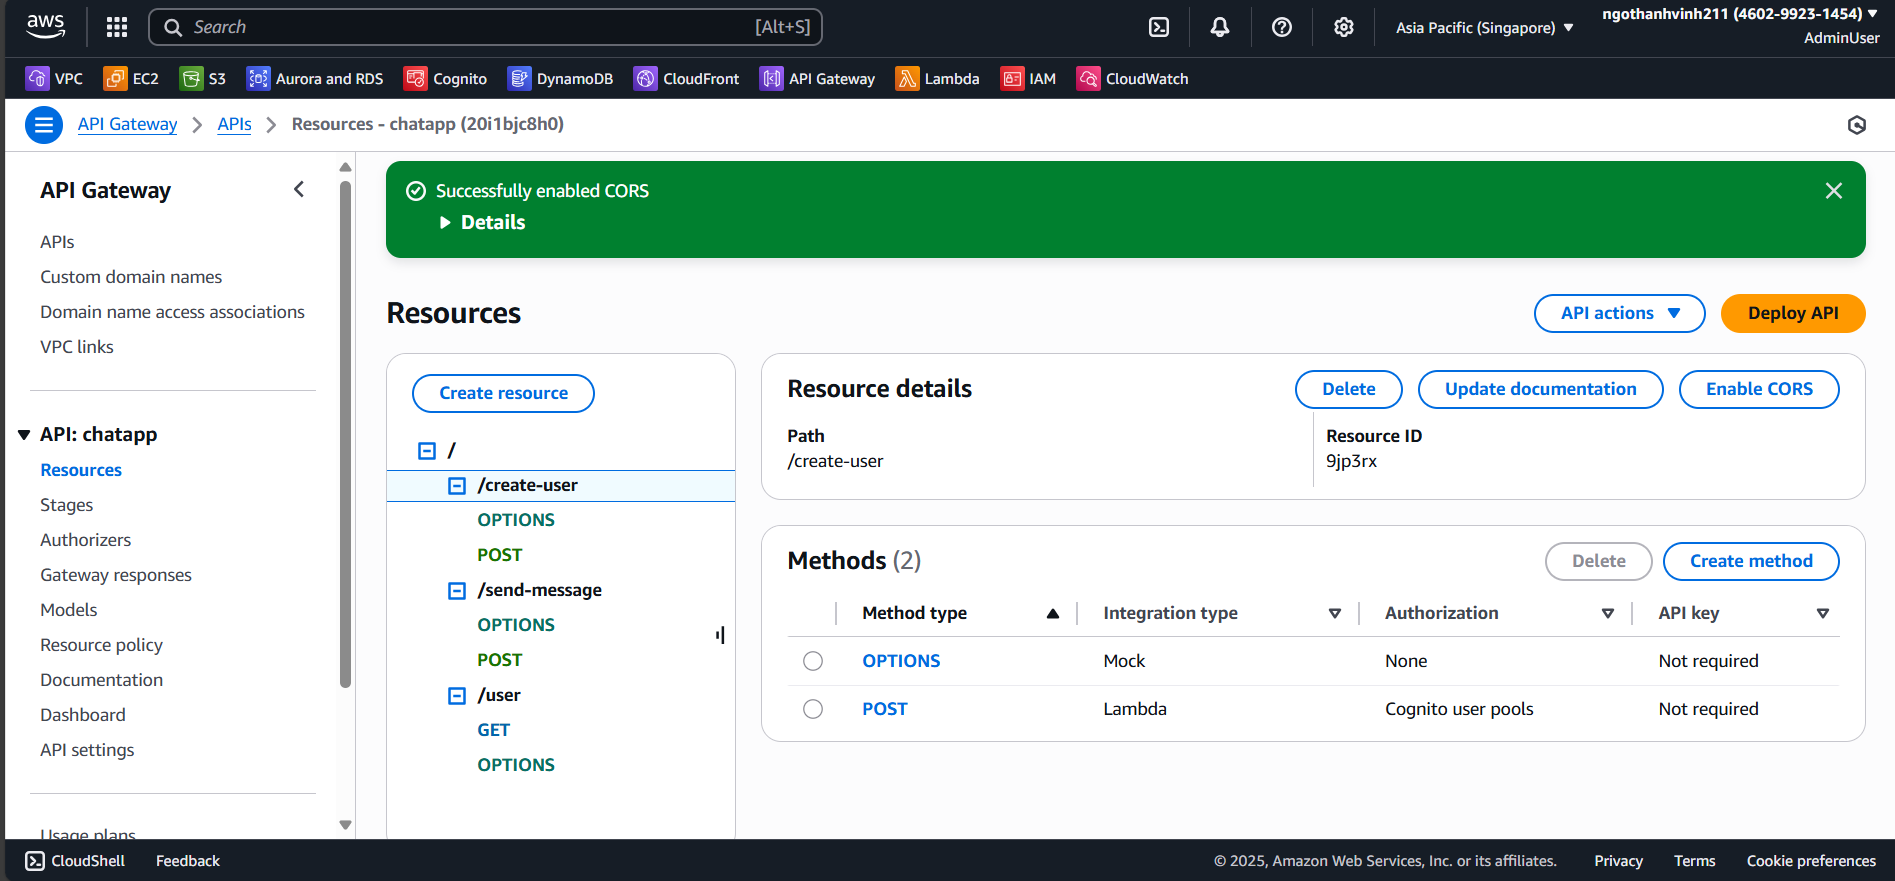 aws
Search [Alt+S]
Asia Pacific (Singapore)
ngothanhvinh211 (4602-9923-1454)
AdminUser
VPC EC2 S3 Aurora and RDS Cognito DynamoDB CloudFront API Gateway Lambda IAM CloudWatch
API Gateway > APIs > Resources - chatapp (20i1bjc8h0)
API Gateway
APIs
Custom domain names
Domain name access associations
VPC links
API: chatapp
Resources
Stages
Authorizers
Gateway responses
Models
Resource policy
Documentation
Dashboard
API settings
Usage plans
Successfully enabled CORS
Details
Resources
API actions
Deploy API
Create resource
/
/create-user
OPTIONS
POST
/send-message
OPTIONS
POST
/user
GET
OPTIONS
Resource details
Delete
Update documentation
Enable CORS
Path
/create-user
Resource ID
9jp3rx
Methods (2)
Delete
Create method
Method type Integration type Authorization API key
OPTIONS Mock None Not required
POST Lambda Cognito user pools Not required
CloudShell Feedback
© 2025, Amazon Web Services, Inc. or its affiliates. Privacy Terms Cookie preferences